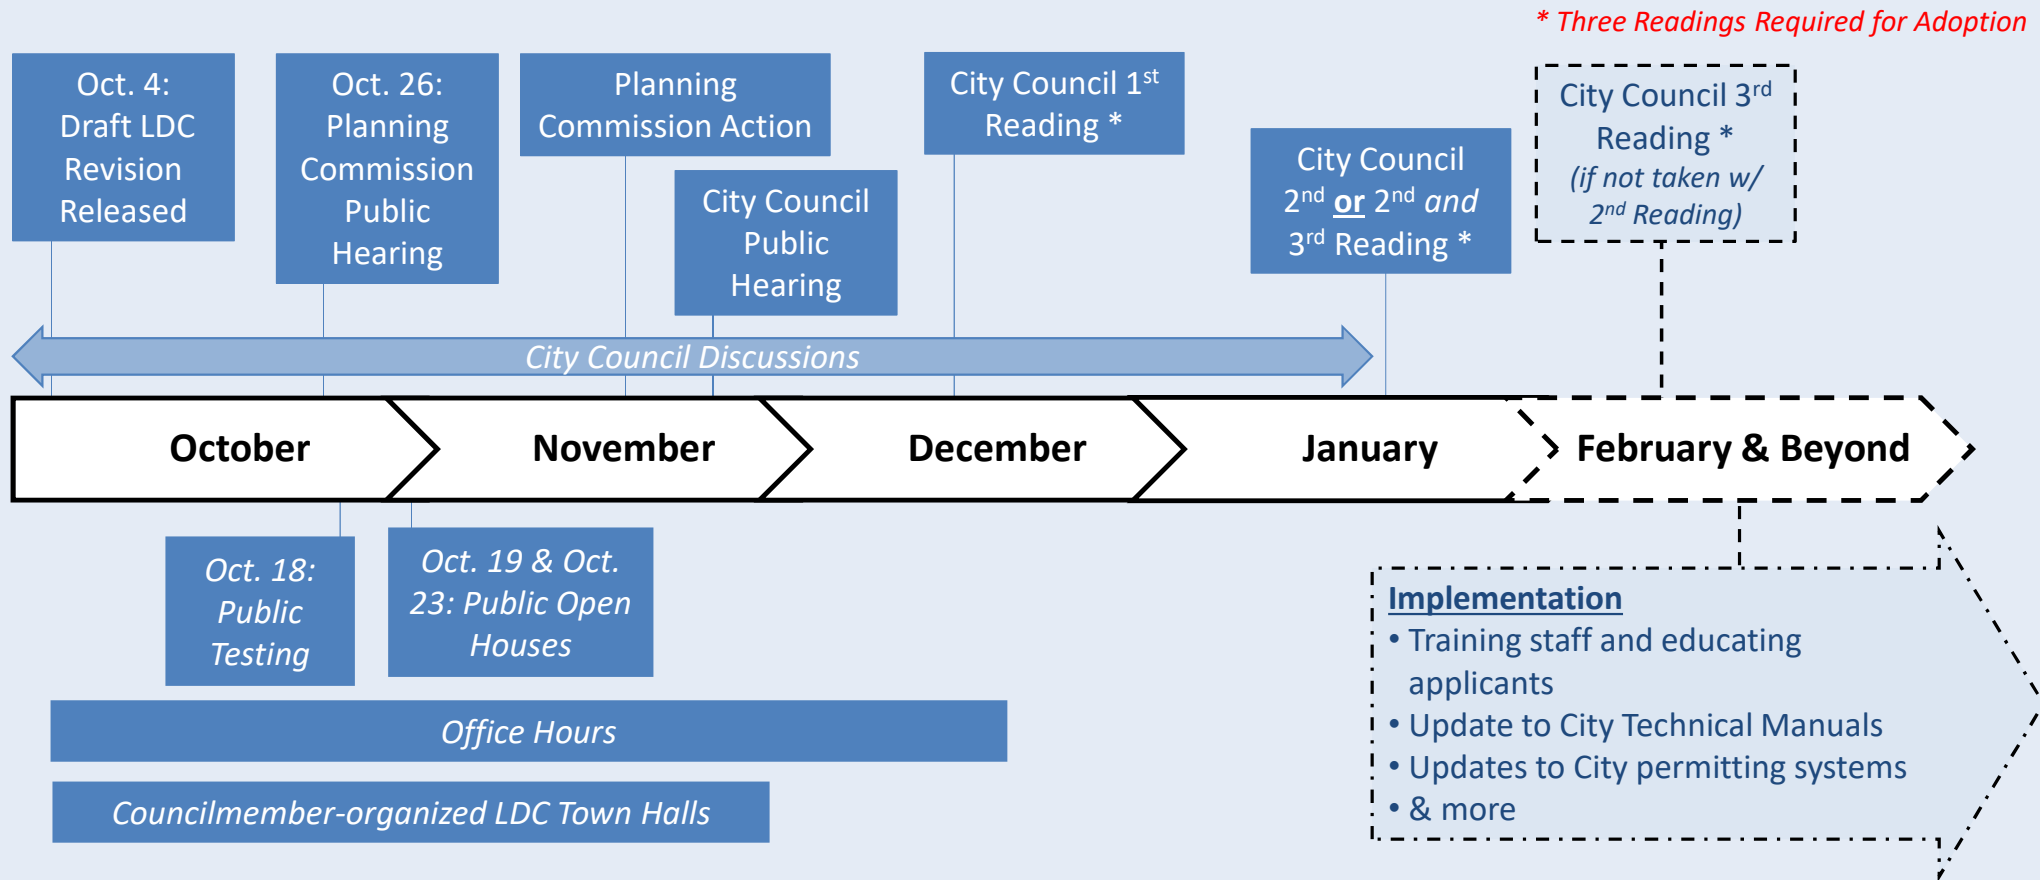 * Three Readings Required for Adoption
Oct. 4:
Draft LDC
Revision
Released
Oct. 26:
Planning
Commission
Public
Hearing
Planning
Commission Action
City Council
Public
Hearing
City Council 1st
Reading *
City Council
2nd or 2nd and
3rd Reading *
City Council 3rd
Reading *
(if not taken w/
2nd Reading)
City Council Discussions
October
November
December
January
February & Beyond
Oct. 18:
Public
Testing
Oct. 19 & Oct.
23: Public Open
Houses
Office Hours
Councilmember-organized LDC Town Halls
Implementation
• Training staff and educating
applicants
• Update to City Technical Manuals
• Updates to City permitting systems
• & more